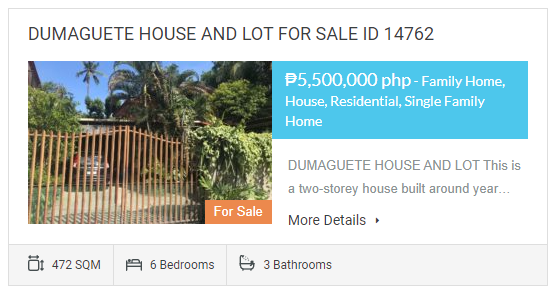 DUMAGUETE HOUSE AND LOT FOR SALE ID 14762
₱5,500,000 php - Family Home,
House, Residential, Single Family
Home
DUMAGUETE HOUSE AND LOT This is
a two-storey house built around year...
For Sale
More Details
472 SQM 6 Bedrooms 3 Bathrooms